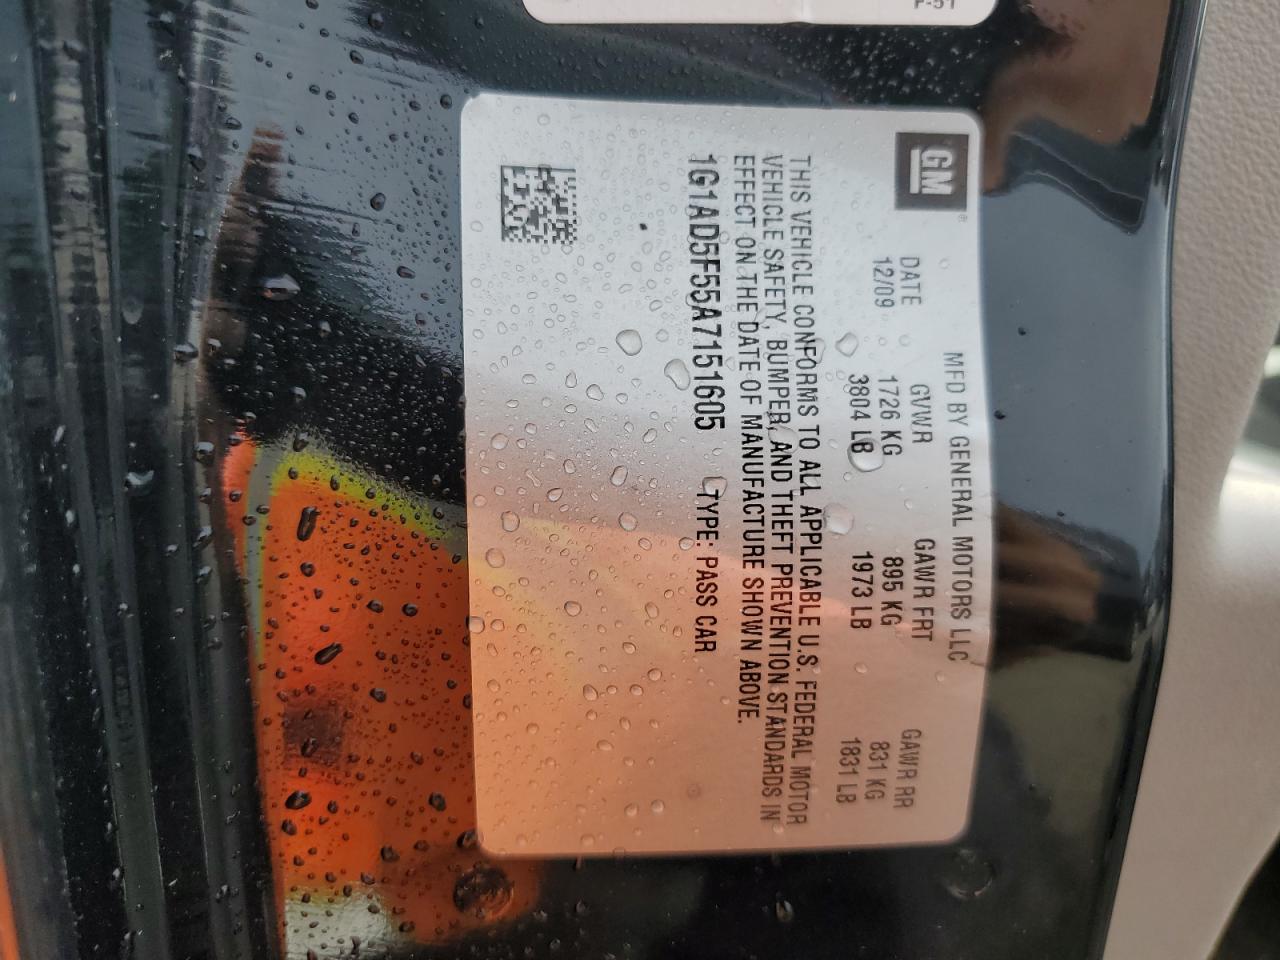 F-51
GM ®
MFD BY GENERAL MOTORS LLC
DATE GVWR GAWR FRT GAWR RR
12/09 1726 KG 895 KG 831 KG
3804 LB 1973 LB 1831 LB
THIS VEHICLE CONFORMS TO ALL APPLICABLE U.S. FEDERAL MOTOR
VEHICLE SAFETY, BUMPER, AND THEFT PREVENTION STANDARDS IN
EFFECT ON THE DATE OF MANUFACTURE SHOWN ABOVE.
1G1AD5F55A7151605 TYPE: PASS CAR